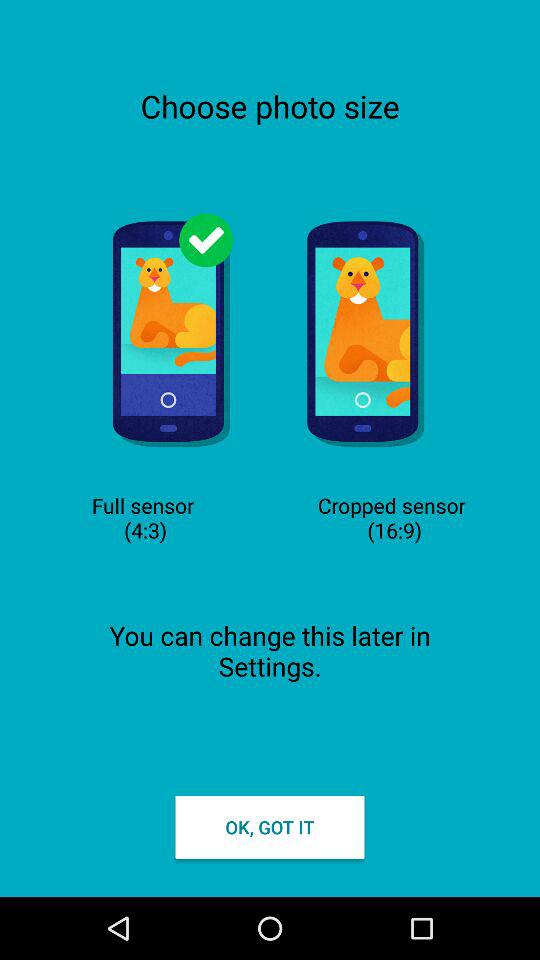 Choose photo size
Full sensor
(4:3)
Cropped sensor
(16:9)
You can change this later in
Settings.
OK, GOT IT